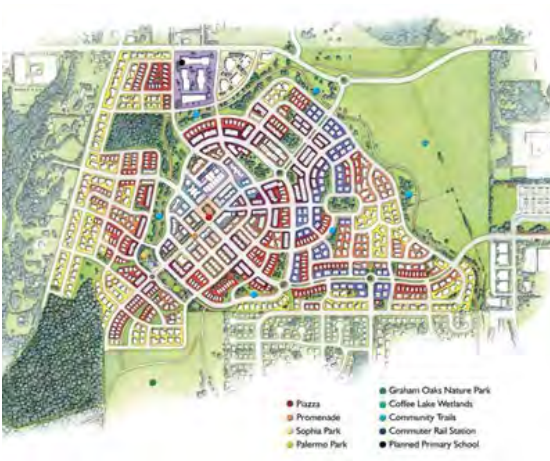 Piazza
Promenade
Sophia Park
Palermo Park
Graham Oaks Nature Park
Coffee Lake Wetlands
Community Trails
Commuter Rail Station
Planned Primary School